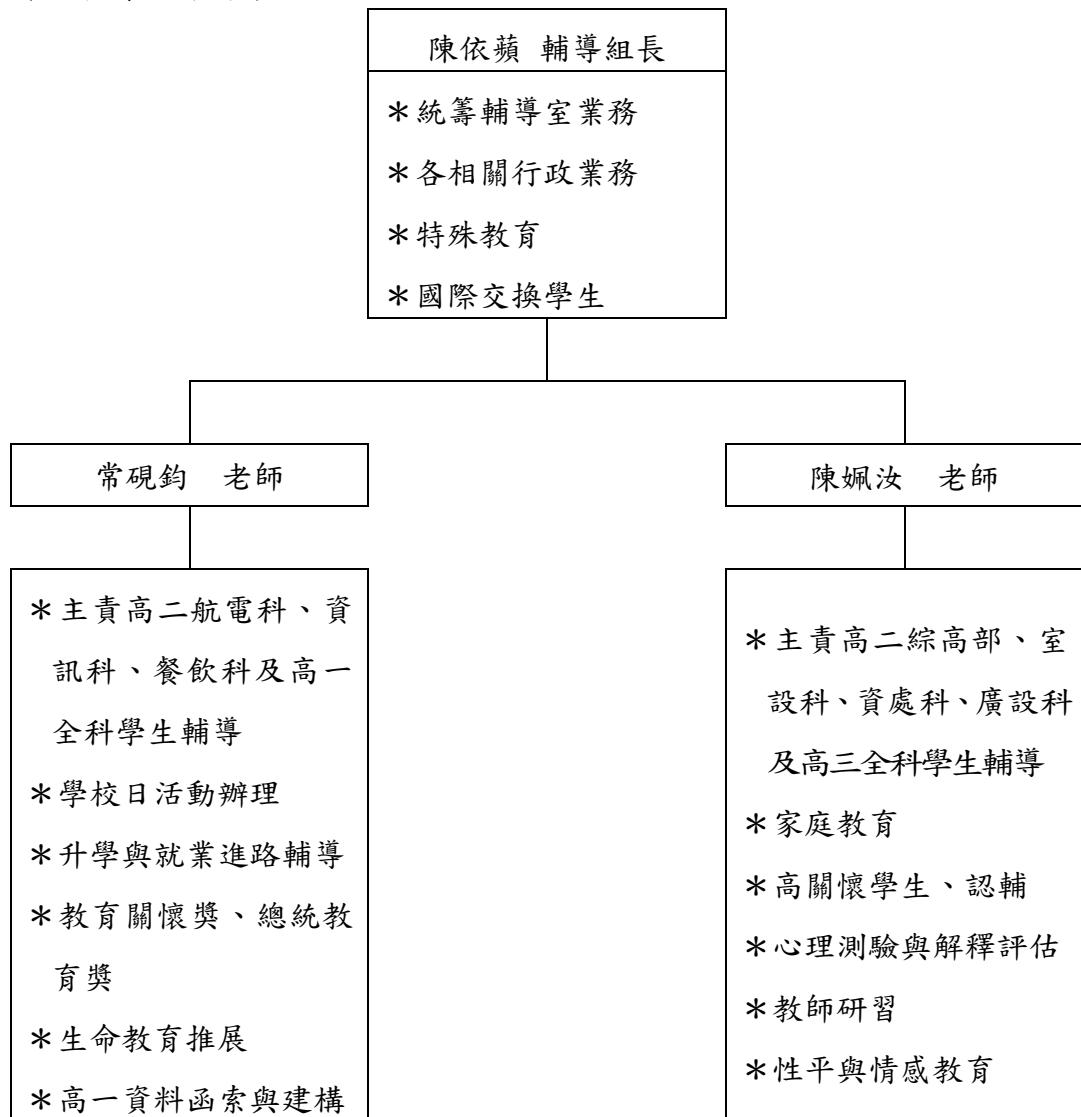 陳依蘋 輔導組長
＊統籌輔導室業務
＊各相關行政業務
＊特殊教育
＊國際交換學生
常硯鈞 老師
陳姵汝 老師
＊主責高二航電科、資
訊科、餐飲科及高一
全科學生輔導
＊學校日活動辦理
＊升學與就業進路輔導
＊教育關懷獎、總統教
育獎
＊生命教育推展
＊高一資料函索與建構
＊主責高二綜高部、室
設科、資處科、廣設科
及高三全科學生輔導
＊家庭教育
＊高關懷學生、認輔
＊心理測驗與解釋評估
＊教師研習
＊性平與情感教育